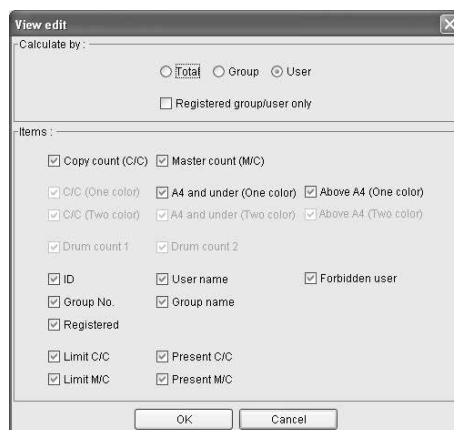 View edit
Calculate by :
Total Group User
Registered group/user only
Items :
Copy count (C/C) Master count (M/C)
C/C (One color) A4 and under (One color) Above A4 (One color)
C/C (Two color) A4 and under (Two color) Above A4 (Two color)
Drum count 1 Drum count 2
ID User name Forbidden user
Group No. Group name
Registered
Limit C/C Present C/C
Limit M/C Present M/C
OK Cancel